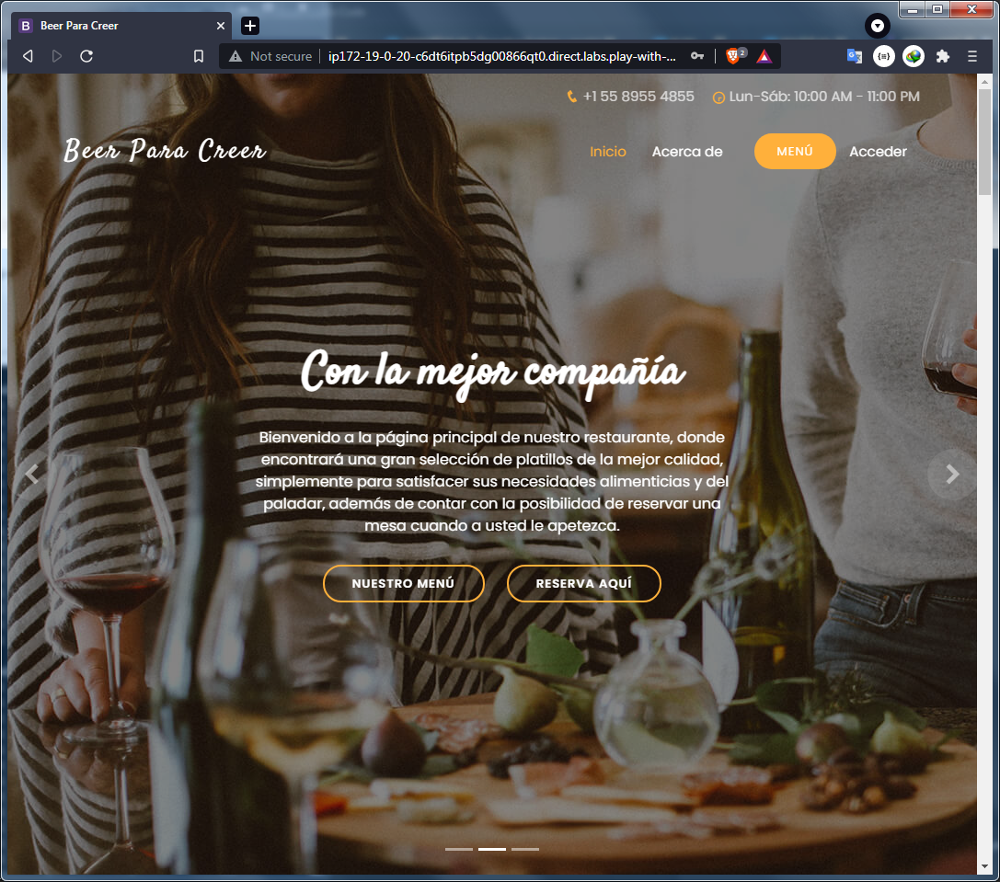 Beer Para Creer
Not secure
ip172-19-0-20-c6dt6itpb5dg00866qt0.direct.labs.play-with-...
2
+1 55 8955 4855
Lun-Sáb: 10:00 AM - 11:00 PM
Beer Para Creer
Inicio
Acerca de
MENÚ
Acceder
Con la mejor compañía
Bienvenido a la página principal de nuestro restaurante, donde
encontrará una gran selección de platillos de la mejor calidad,
simplemente para satisfacer sus necesidades alimenticias y del
paladar, además de contar con la posibilidad de reservar una
mesa cuando a usted le apetezca.
NUESTRO MENÚ
RESERVA AQUÍ